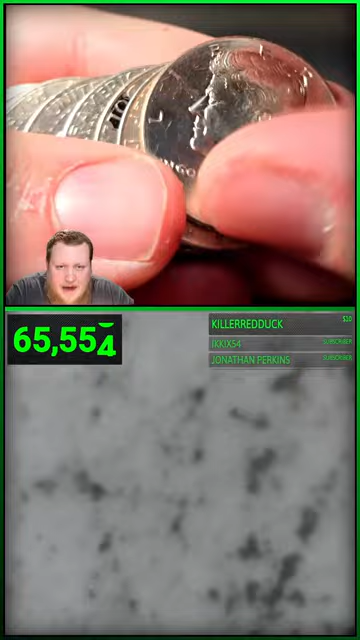 65,554
KILLERREDDUCK $10
IKKIX54 SUBSCRIBER
JONATHAN PERKINS SUBSCRIBER